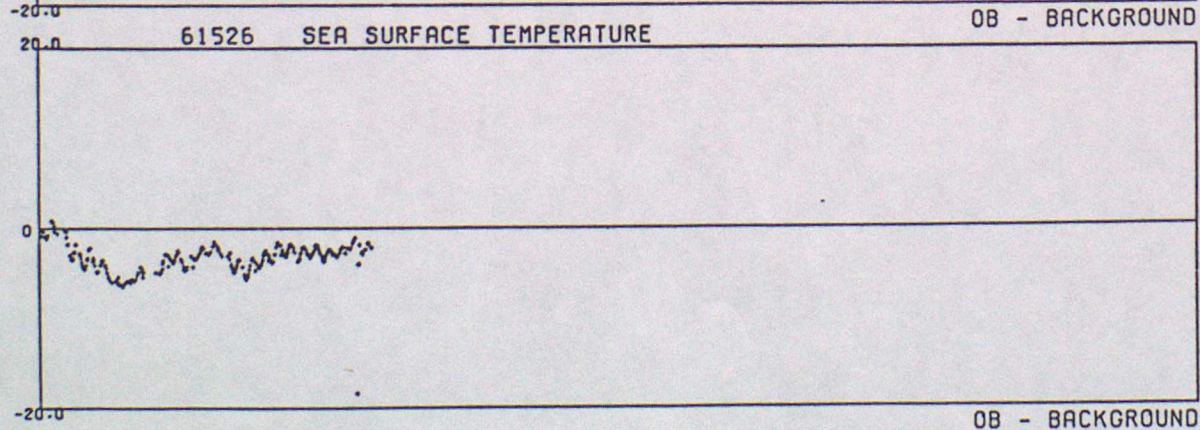 -20.0
OB - BACKGROUND
20.0
61526 SEA SURFACE TEMPERATURE
0
-20.0
OB - BACKGROUND